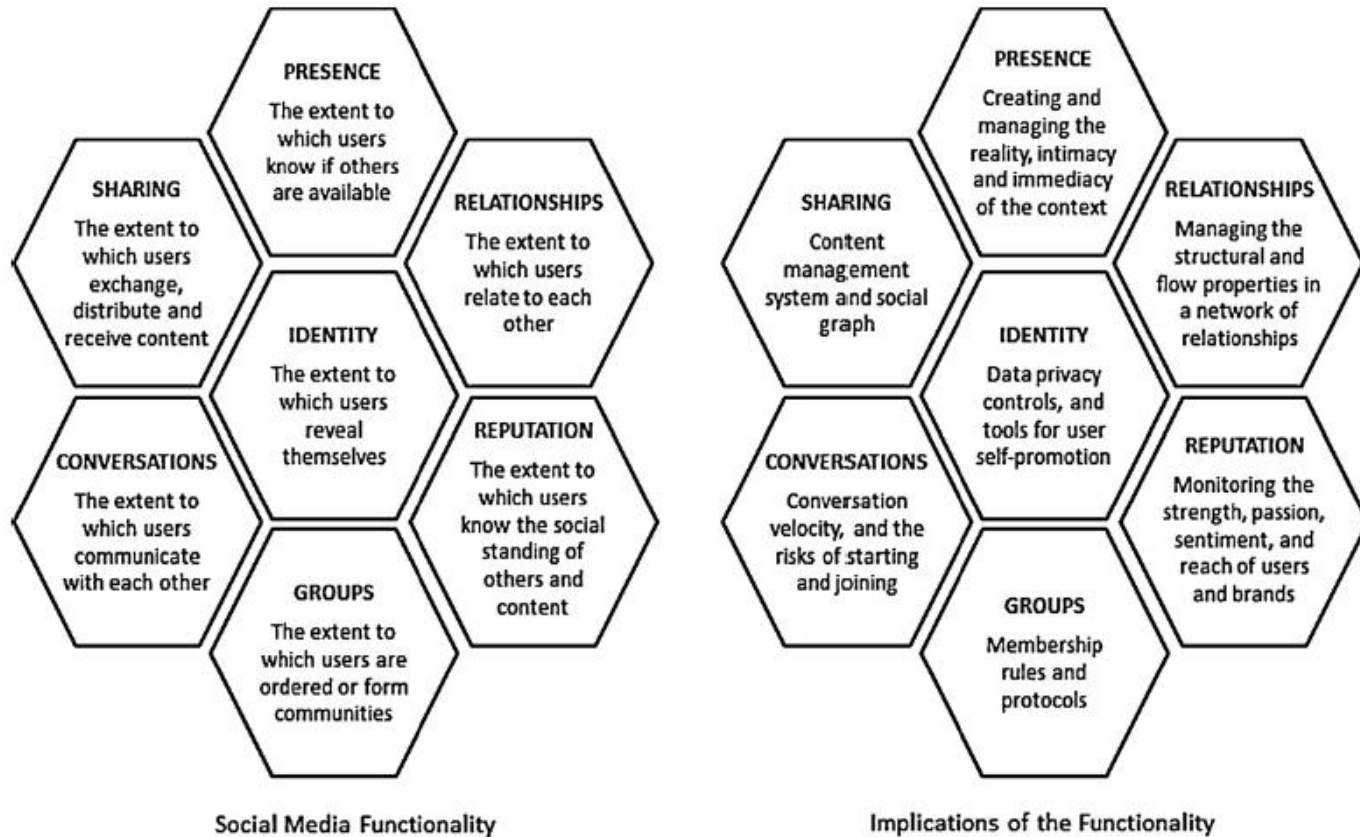 PRESENCE
The extent to
which users
know if others
are available
SHARING
The extent to
which users
exchange,
distribute and
receive content
RELATIONSHIPS
The extent to
which users
relate to each
other
IDENTITY
The extent to
which users
reveal
themselves
CONVERSATIONS
The extent to
which users
communicate
with each other
REPUTATION
The extent to
which users
know the social
standing of
others and
content
GROUPS
The extent to
which users are
ordered or form
communities
Social Media Functionality
PRESENCE
Creating and
managing the
reality, intimacy
and immediacy
of the context
SHARING
Content
management
system and social
graph
RELATIONSHIPS
Managing the
structural and
flow properties in
a network of
relationships
IDENTITY
Data privacy
controls, and
tools for user
self-promotion
CONVERSATIONS
Conversation
velocity, and the
risks of starting
and joining
REPUTATION
Monitoring the
strength, passion,
sentiment, and
reach of users
and brands
GROUPS
Membership
rules and
protocols
Implications of the Functionality